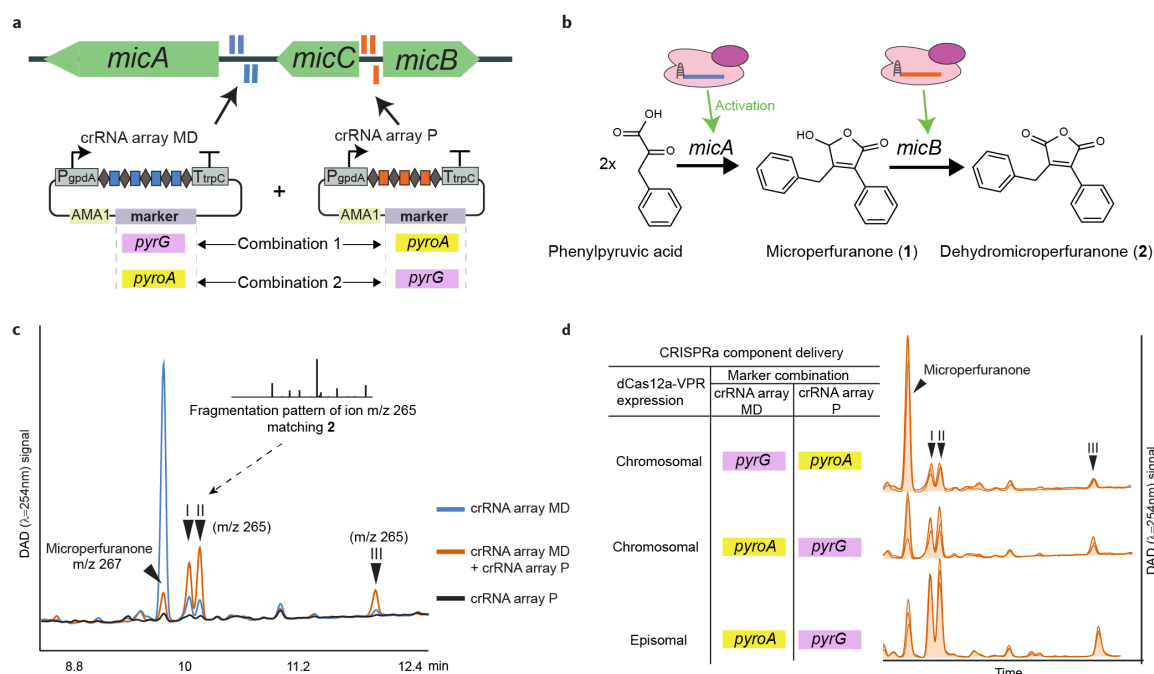 a
micA
micC
micB
crRNA array MD
crRNA array P
PgpdA
TtrpC
+
PgpdA
TtrpC
AMA1
marker
AMA1
marker
pyrG
Combination 1
pyroA
pyroA
Combination 2
pyrG
b
Activation
2x
OH
O
O
micA
HO
O
O
micB
O
O
O
Phenylpyruvic acid
Microperfuranone (1)
Dehydromicroperfuranone (2)
c
DAD (λ=254nm) signal
Fragmentation pattern of ion m/z 265
matching 2
I II
(m/z 265)
Microperfuranone
m/z 267
(m/z 265)
III
crRNA array MD
crRNA array MD
+ crRNA array P
crRNA array P
8.8
10
11.2
12.4 min
d
CRISPRa component delivery
dCas12a-VPR
expression
Marker combination
crRNA array
MD
crRNA array
P
Chromosomal
pyrG
pyroA
Chromosomal
pyroA
pyrG
Episomal
pyroA
pyrG
Microperfuranone
I II
III
DAD (λ=254nm) signal
Time